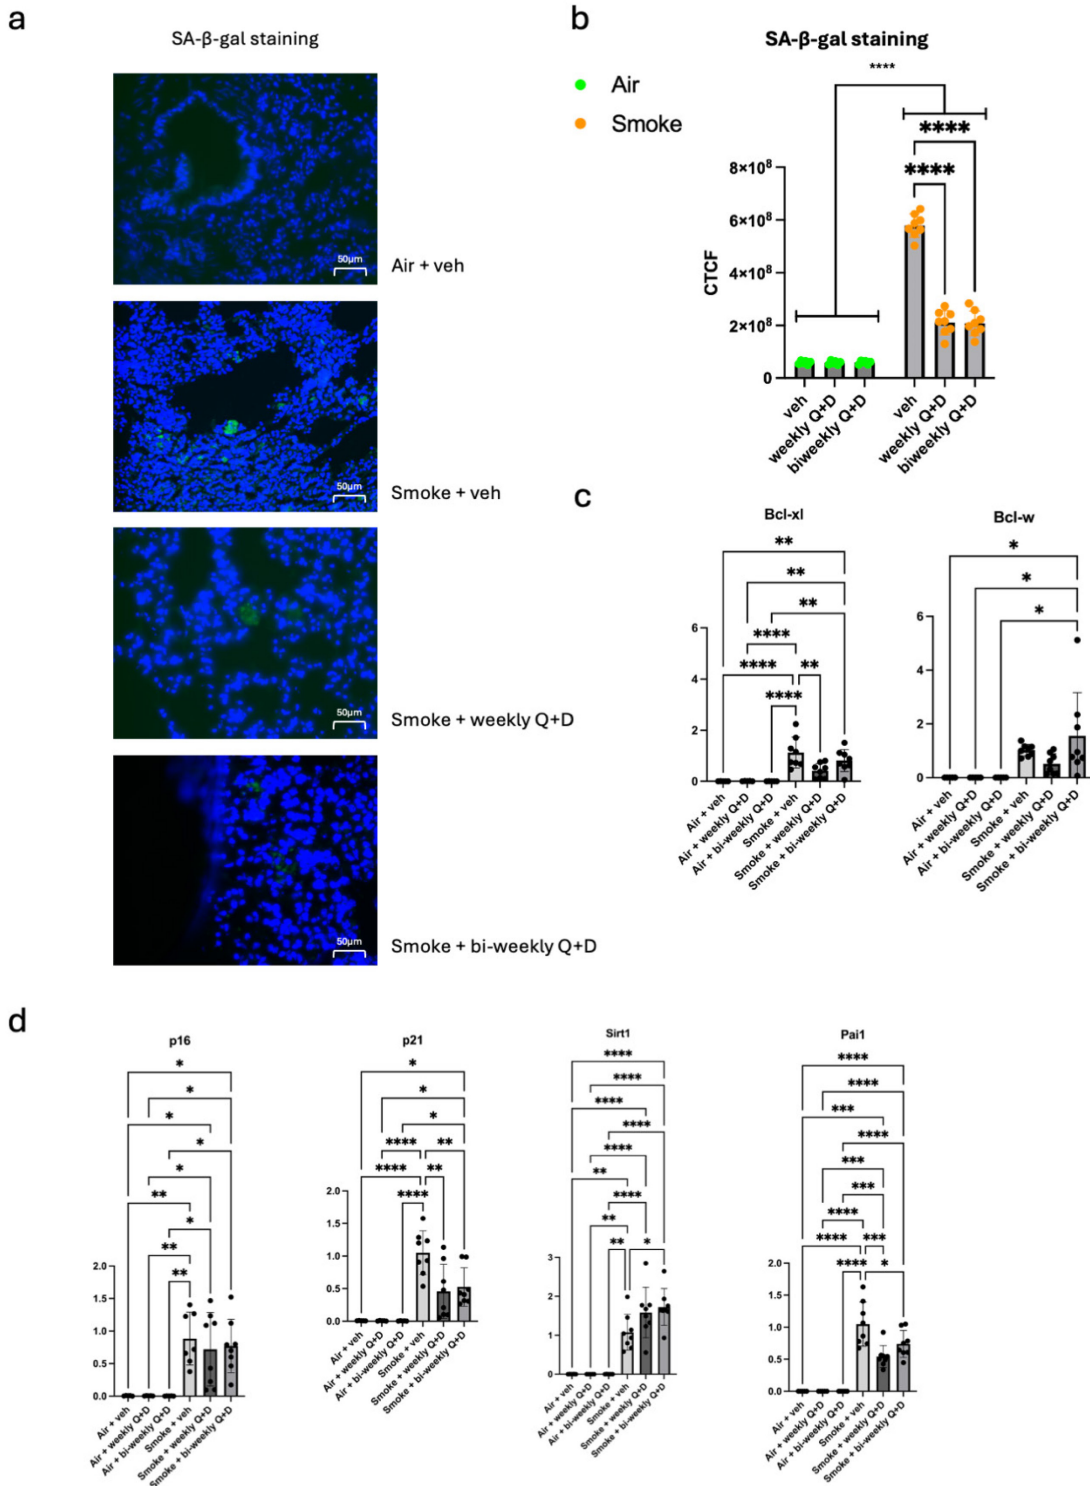 a
SA-β-gal staining
50µm
Air + veh
50µm
Smoke + veh
50µm
Smoke + weekly Q+D
50µm
Smoke + bi-weekly Q+D
b
SA-β-gal staining
Air
Smoke
****
****
****
CTCF
8×10⁸
6×10⁸
4×10⁸
2×10⁸
0
veh
weekly Q+D
biweekly Q+D
veh
weekly Q+D
biweekly Q+D
c
Bcl-xl
**
**
**
****
**** **
****
6
4
2
0
Air + veh
Air + weekly Q+D
Air + bi-weekly Q+D
Smoke + veh
Smoke + weekly Q+D
Smoke + bi-weekly Q+D
Bcl-w
*
*
*
6
4
2
0
Air + veh
Air + weekly Q+D
Air + bi-weekly Q+D
Smoke + veh
Smoke + weekly Q+D
Smoke + bi-weekly Q+D
d
p16
*
*
*
*
*
**
*
**
**
2.0
1.5
1.0
0.5
0.0
Air + veh
Air + weekly Q+D
Air + bi-weekly Q+D
Smoke + veh
Smoke + weekly Q+D
Smoke + bi-weekly Q+D
p21
*
*
*
**** **
**** **
****
2.0
1.5
1.0
0.5
0.0
Air + veh
Air + weekly Q+D
Air + bi-weekly Q+D
Smoke + veh
Smoke + weekly Q+D
Smoke + bi-weekly Q+D
Sirt1
****
****
****
****
****
**
****
**
** *
3
2
1
0
Air + veh
Air + weekly Q+D
Air + bi-weekly Q+D
Smoke + veh
Smoke + weekly Q+D
Smoke + bi-weekly Q+D
Pai1
****
****
***
****
***
***
****
**** ***
**** *
2.0
1.5
1.0
0.5
0.0
Air + veh
Air + weekly Q+D
Air + bi-weekly Q+D
Smoke + veh
Smoke + weekly Q+D
Smoke + bi-weekly Q+D